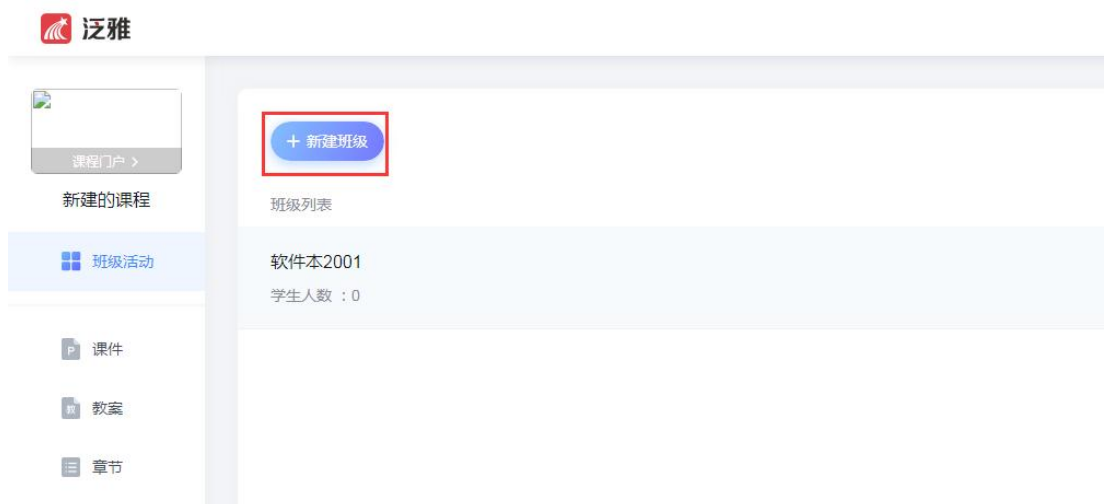 泛雅
课程门户 >
新建的课程
班级活动
课件
教案
章节
+ 新建班级
班级列表
软件本2001
学生人数 : 0